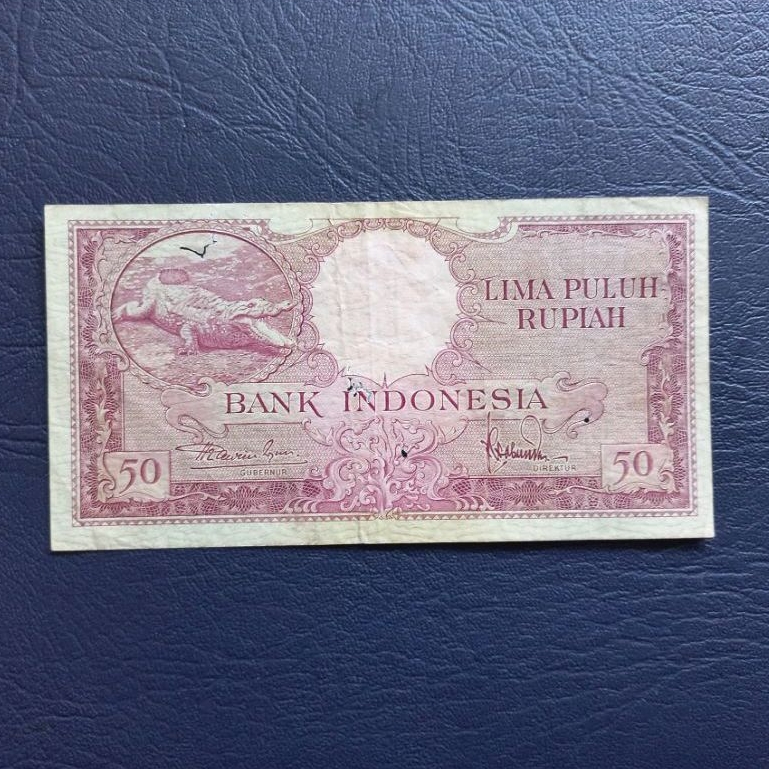 LIMA PULUH
RUPIAH
BANK INDONESIA
GUBERNUR
DIREKTUR
50
50